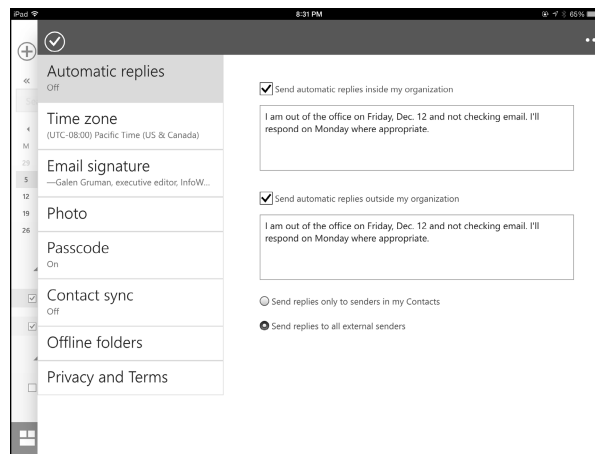 iPad 8:31 PM 65%
Automatic replies
Off
Time zone
(UTC-08:00) Pacific Time (US & Canada)
Email signature
—Galen Gruman, executive editor, InfoW...
Photo
Passcode
On
Contact sync
Off
Offline folders
Privacy and Terms
Send automatic replies inside my organization
I am out of the office on Friday, Dec. 12 and not checking email. I'll
respond on Monday where appropriate.
Send automatic replies outside my organization
I am out of the office on Friday, Dec. 12 and not checking email. I'll
respond on Monday where appropriate.
Send replies only to senders in my Contacts
Send replies to all external senders
«
M
29
5
12
19
26